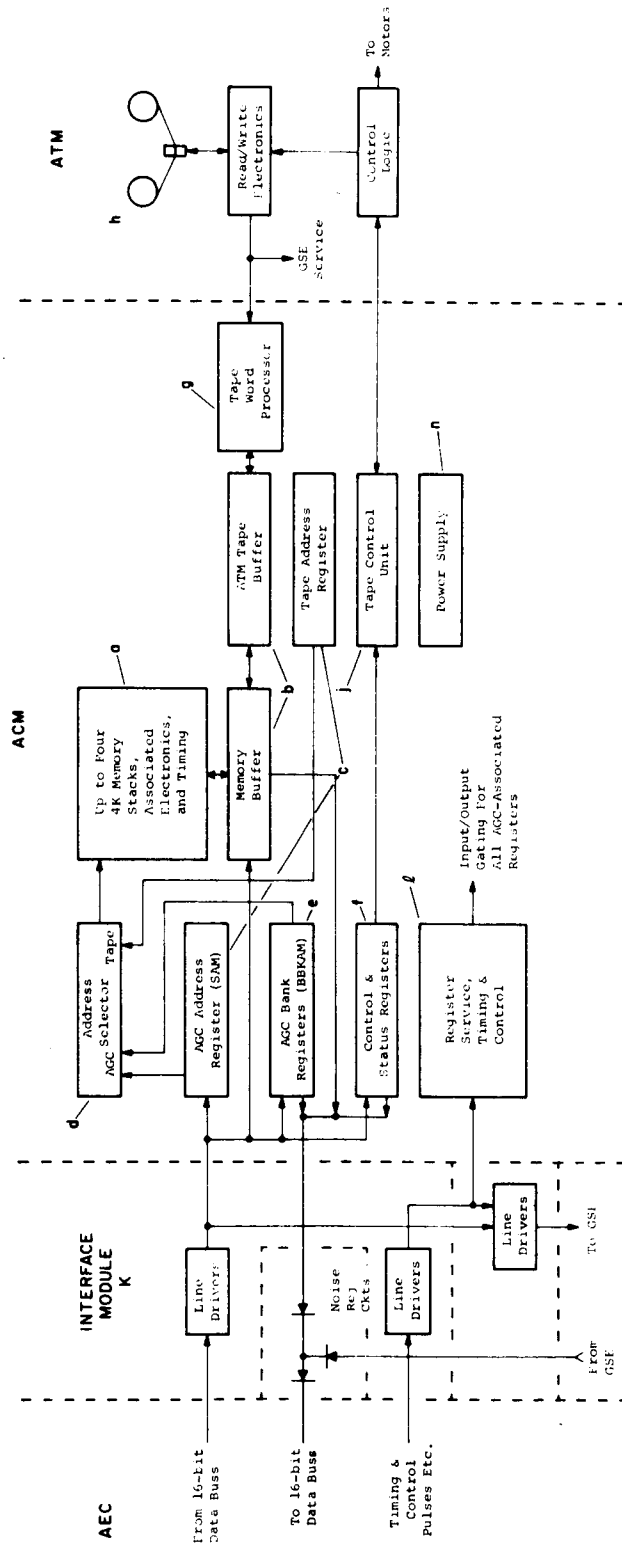 ATM
h
Read/Write
Electronics
GSE
Service
Control
Logic
To
Motors
ACM
g
Tape
Word
Processor
a
Up to Four
4K Memory
Stacks,
Associated
Electronics,
and Timing
ATM Tape
Buffer
b
Memory
Buffer
Tape Address
Register
c
j
Tape Control
Unit
n
Power Supply
d
Address
AGC Selector Tape
AGC Address
Register (SAM)
e
AGC Bank
Registers (BBKAM)
f
Control &
Status Registers
l
Register
Service,
Timing &
Control
Input/Output
Gating For
All AGC-Associated
Registers
INTERFACE
MODULE
K
Line
Drivers
Noise
Rej
Ckts
Line
Drivers
Line
Drivers
To GSE
From
GSE
AEC
From 16-bit
Data Buss
To 16-bit
Data Buss
Timing &
Control
Pulses Etc.